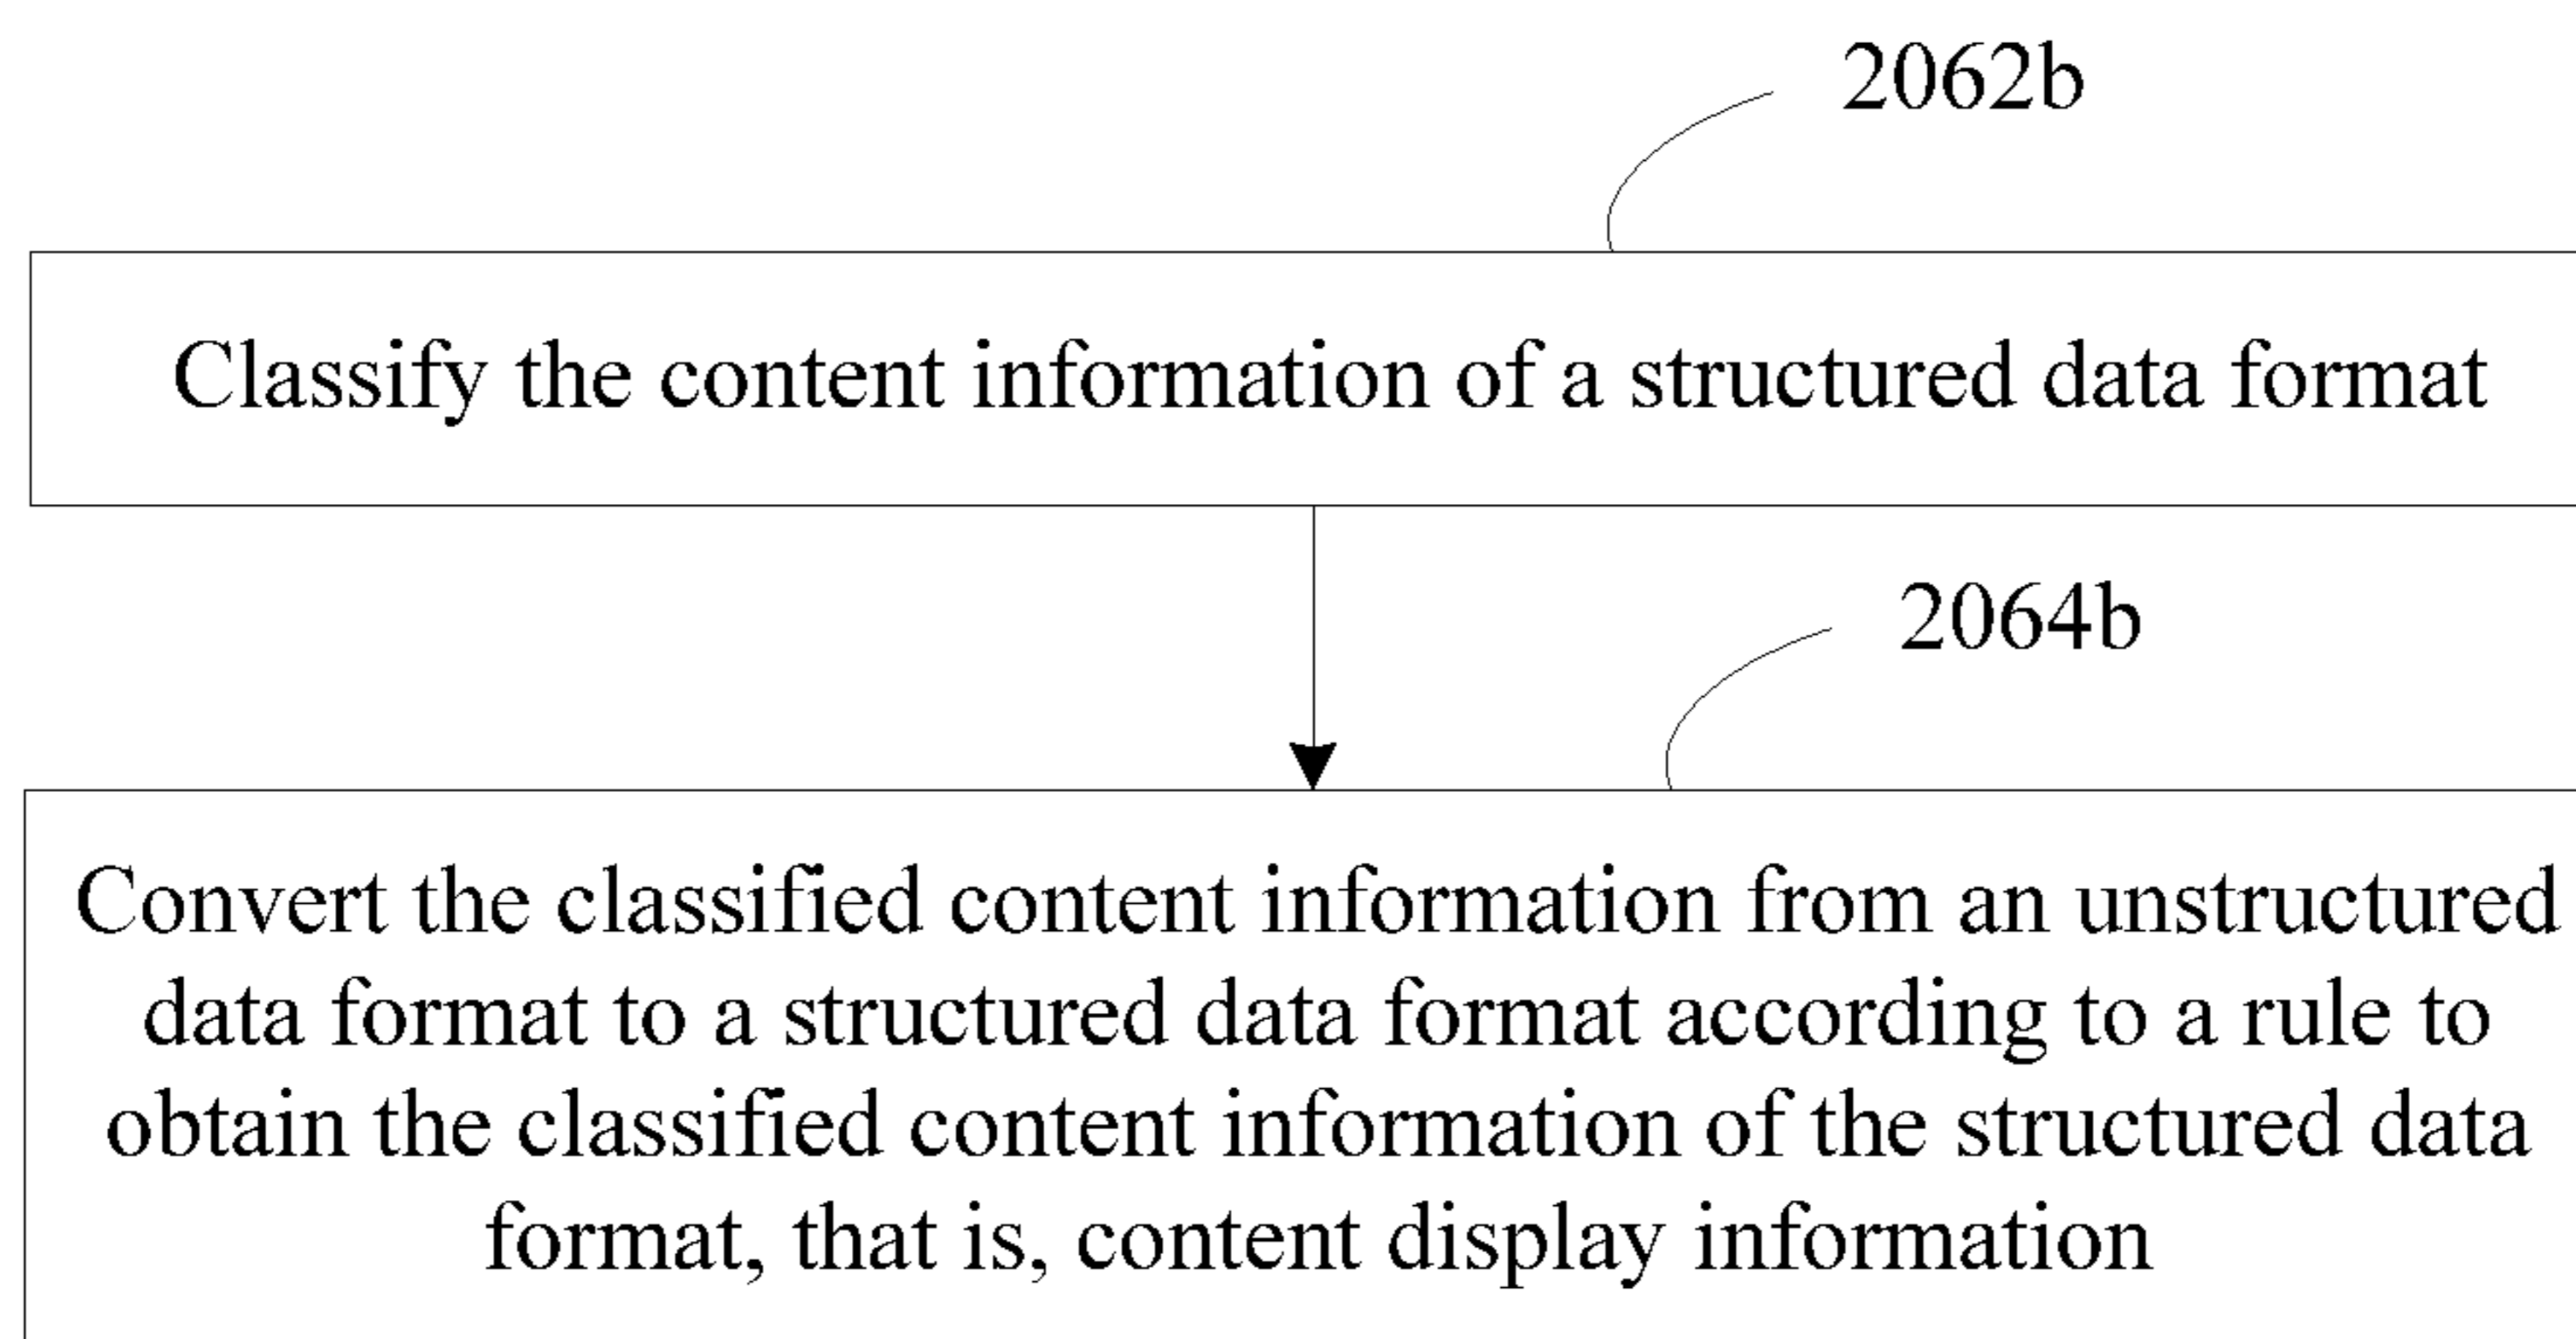 2062b
Classify the content information of a structured data format
2064b
Convert the classified content information from an unstructured
data format to a structured data format according to a rule to
obtain the classified content information of the structured data
format, that is, content display information